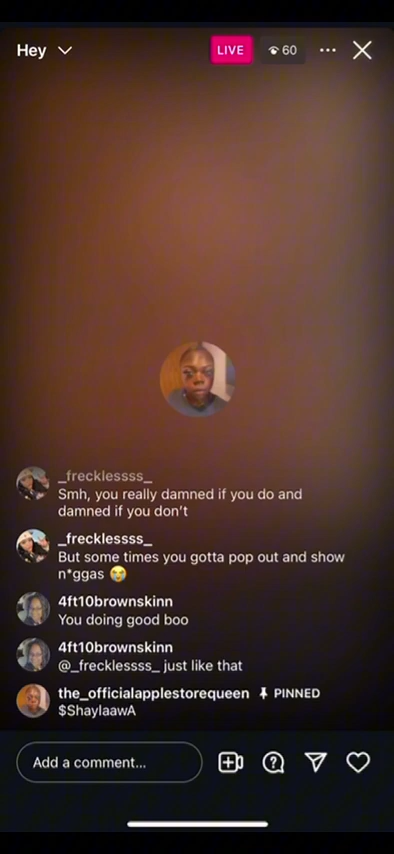 Hey
LIVE
60
_frecklessss_
Smh, you really damned if you do and
damned if you don't
_frecklessss_
But some times you gotta pop out and show
n*ggas 😭
4ft10brownskinn
You doing good boo
4ft10brownskinn
@_frecklessss_ just like that
the_officialapplestorequeen PINNED
$ShaylaawA
Add a comment...